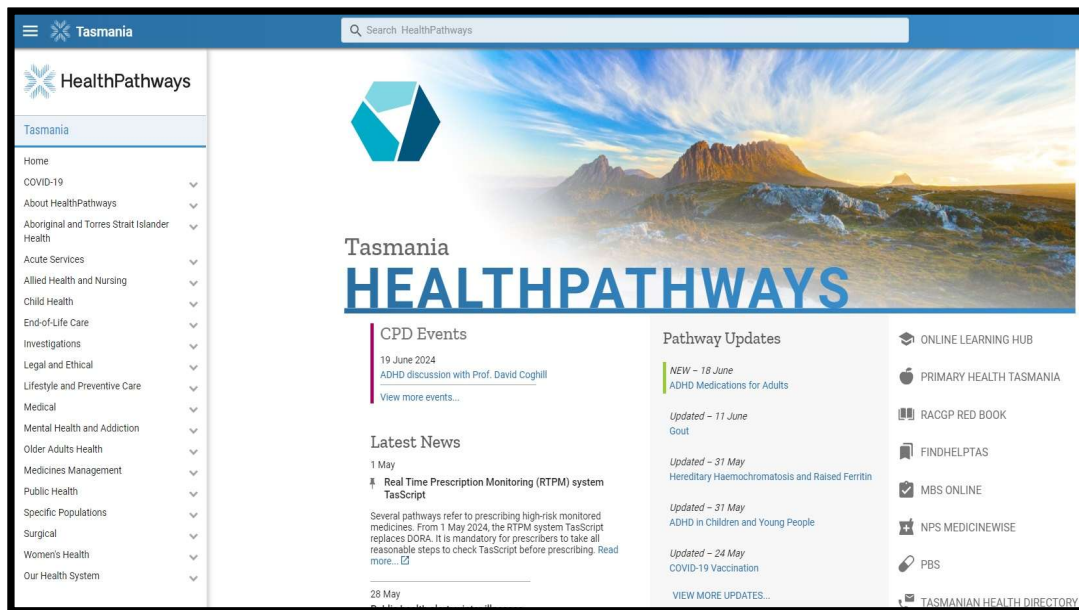 Tasmania
Search HealthPathways
HealthPathways
Tasmania
Home
COVID-19
About HealthPathways
Aboriginal and Torres Strait Islander
Health
Acute Services
Allied Health and Nursing
Child Health
End-of-Life Care
Investigations
Legal and Ethical
Lifestyle and Preventive Care
Medical
Mental Health and Addiction
Older Adults Health
Medicines Management
Public Health
Specific Populations
Surgical
Women's Health
Our Health System
Tasmania
HEALTHPATHWAYS
CPD Events
19 June 2024
ADHD discussion with Prof. David Coghill
View more events...
Latest News
1 May
Real Time Prescription Monitoring (RTPM) system
TasScript
Several pathways refer to prescribing high-risk monitored
medicines. From 1 May 2024, the RTPM system TasScript
replaces DORA. It is mandatory for prescribers to take all
reasonable steps to check TasScript before prescribing. Read
more...
28 May
Pathway Updates
NEW – 18 June
ADHD Medications for Adults
Updated – 11 June
Gout
Updated – 31 May
Hereditary Haemochromatosis and Raised Ferritin
Updated – 31 May
ADHD in Children and Young People
Updated – 24 May
COVID-19 Vaccination
VIEW MORE UPDATES...
ONLINE LEARNING HUB
PRIMARY HEALTH TASMANIA
RACGP RED BOOK
FINDHELPTAS
MBS ONLINE
NPS MEDICINEWISE
PBS
TASMANIAN HEALTH DIRECTORY